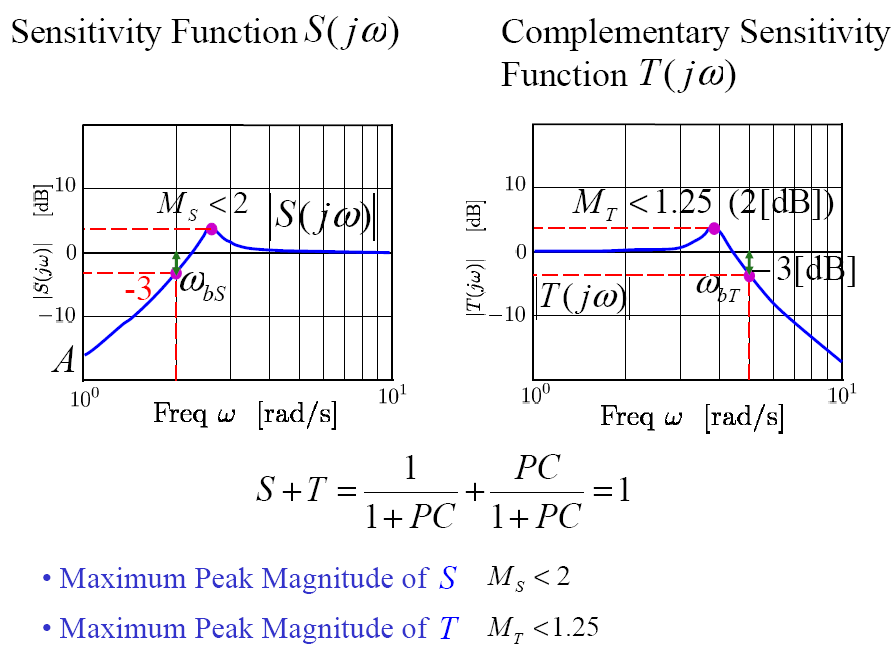 Sensitivity Function S(jω)
Complementary Sensitivity
Function T(jω)
|S(jω)| [dB]
10
0
−10
M_S < 2
|S(jω)|
-3
ω_bS
A
10^0
10^1
Freq ω [rad/s]
|T(jω)| [dB]
10
0
−10
M_T < 1.25 (2[dB])
−3[dB]
ω_bT
|T(jω)|
10^0
10^1
Freq ω [rad/s]
S + T = 1/(1 + PC) + PC/(1 + PC) = 1
• Maximum Peak Magnitude of S M_S < 2
• Maximum Peak Magnitude of T M_T < 1.25